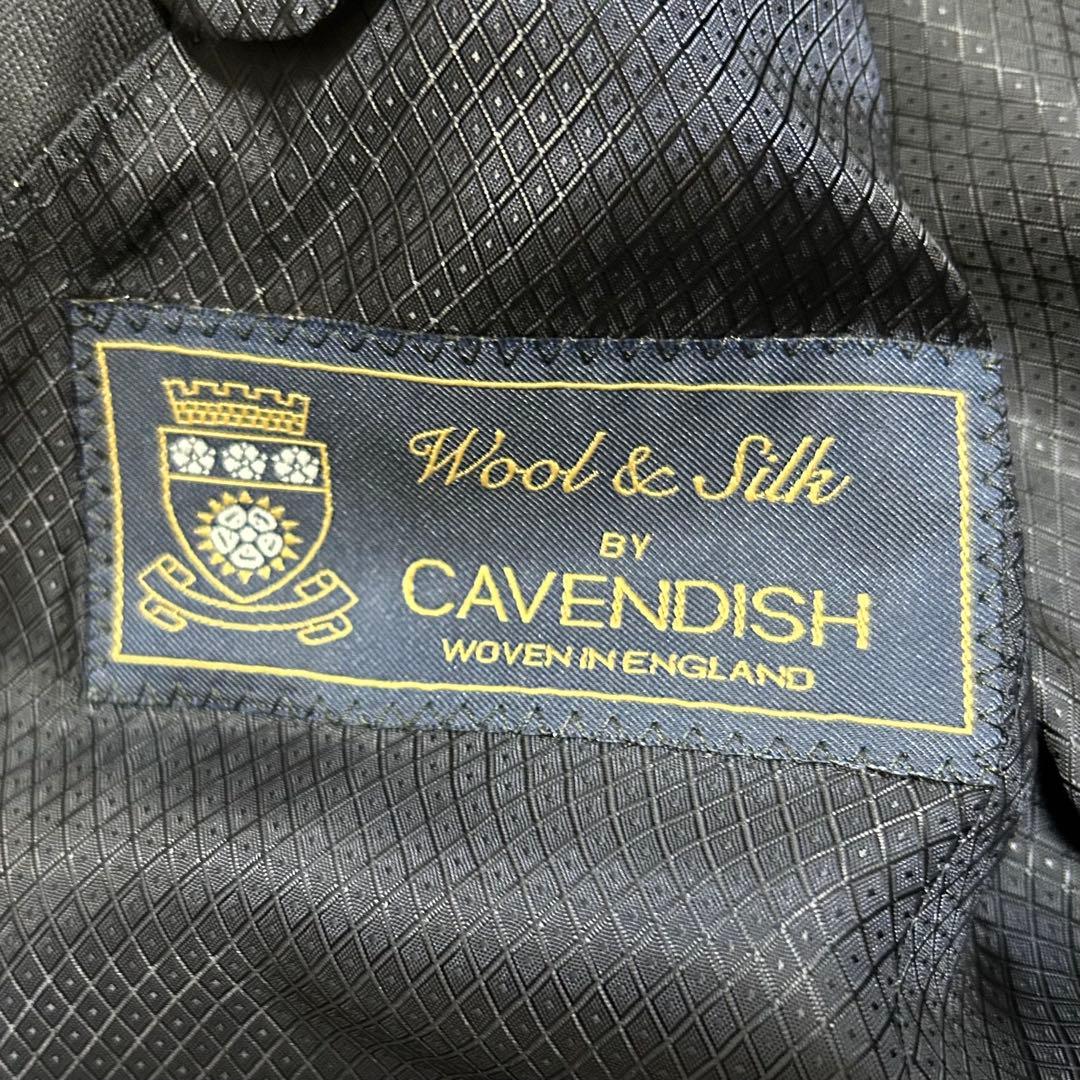 Wool & Silk
BY
CAVENDISH
WOVEN IN ENGLAND